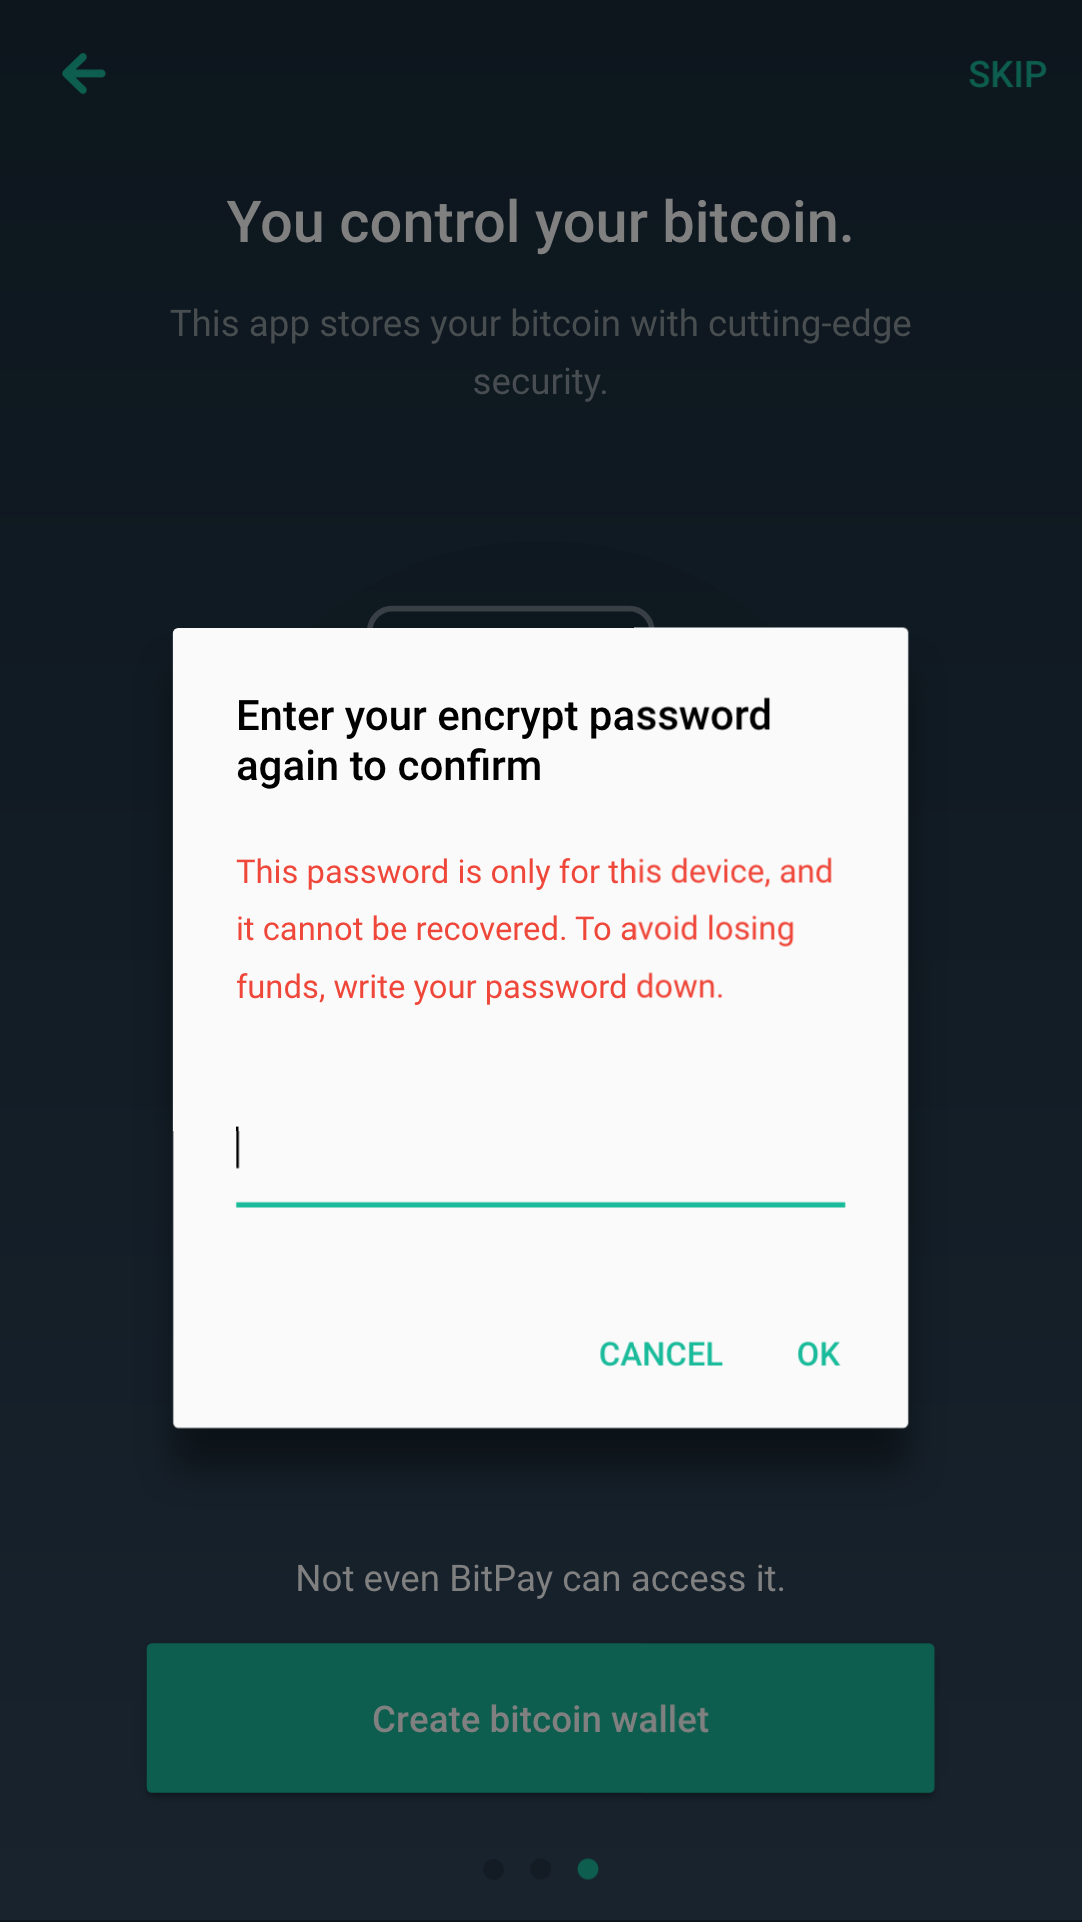 SKIP
You control your bitcoin.
This app stores your bitcoin with cutting-edge
security.
Enter your encrypt password
again to confirm
This password is only for this device, and
it cannot be recovered. To avoid losing
funds, write your password down.
CANCEL OK
Not even BitPay can access it.
Create bitcoin wallet